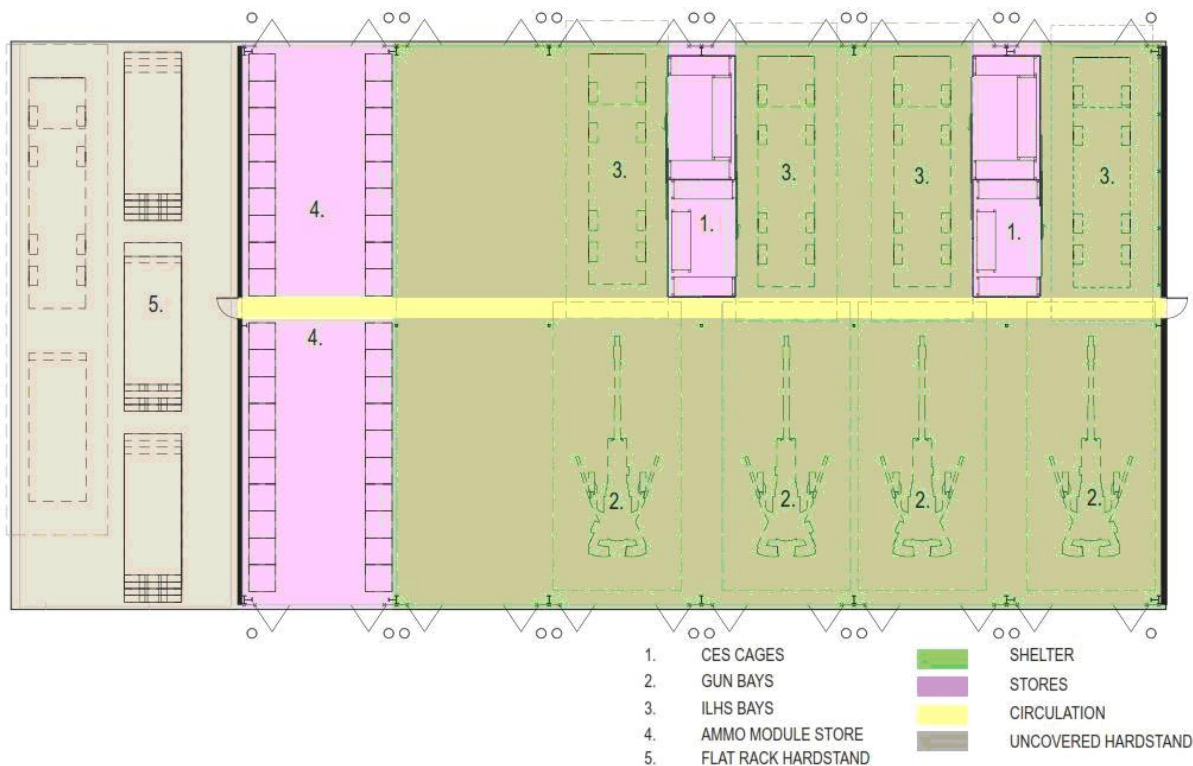 4.
3.
1.
3.
3.
1.
3.
5.
4.
2.
2.
2.
2.
1. CES CAGES
2. GUN BAYS
3. ILHS BAYS
4. AMMO MODULE STORE
5. FLAT RACK HARDSTAND
SHELTER
STORES
CIRCULATION
UNCOVERED HARDSTAND